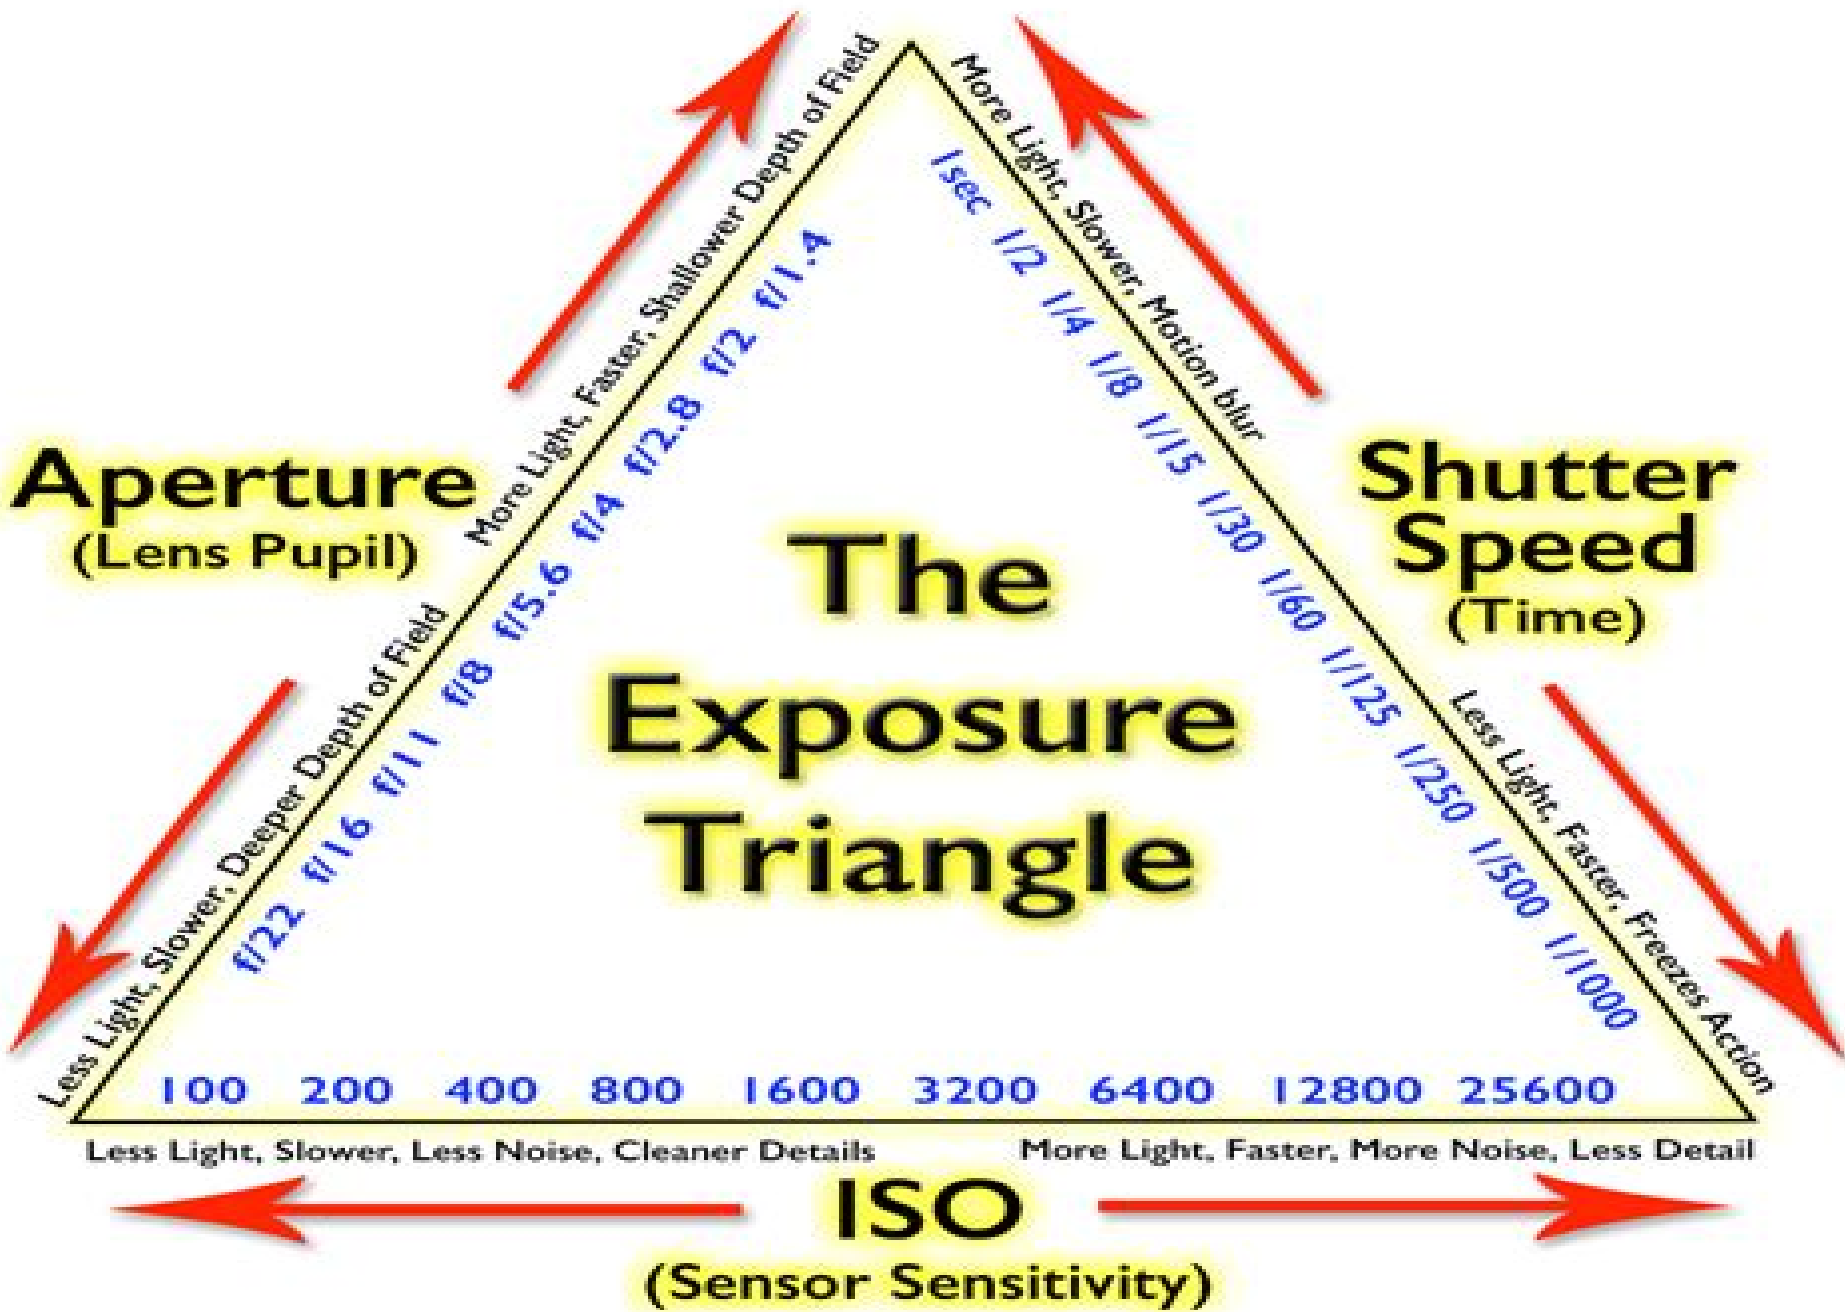 More Light, Faster, Shallower Depth of Field
More Light, Slower, Motion blur
f/1.4
f/2
f/2.8
f/4
f/5.6
f/8
f/11
f/16
f/22
1sec
1/2
1/4
1/8
1/15
1/30
1/60
1/125
1/250
1/500
1/1000
Aperture
(Lens Pupil)
Shutter
Speed
(Time)
The
Exposure
Triangle
Less Light, Slower, Deeper Depth of Field
Less Light, Faster, Freezes Action
100 200 400 800 1600 3200 6400 12800 25600
Less Light, Slower, Less Noise, Cleaner Details
More Light, Faster, More Noise, Less Detail
ISO
(Sensor Sensitivity)